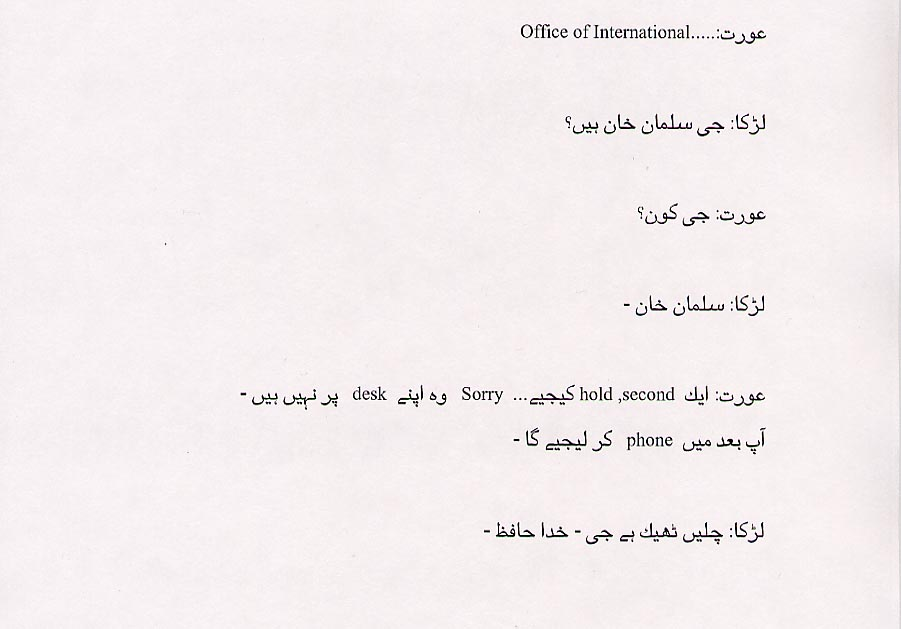 عورت:.....Office of International
لڑکا: جی سلمان خان ہیں؟
عورت: جی کون؟
لڑکا: سلمان خان -
عورت: ایك hold ,second کیجیے... Sorry وہ اپنے desk پر نہیں ہیں -
آپ بعد میں phone کر لیجیے گا -
لڑکا: چلیں ٹھیك ہے جی - خدا حافظ -